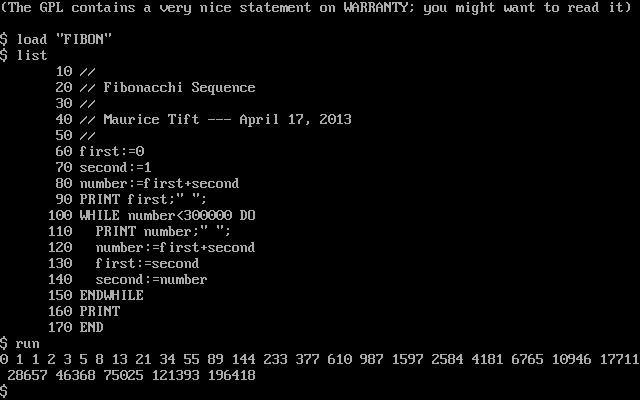 (The GPL contains a very nice statement on WARRANTY; you might want to read it)
$ load "FIBON"
$ list
10 //
20 // Fibonacchi Sequence
30 //
40 // Maurice Tift --- April 17, 2013
50 //
60 first:=0
70 second:=1
80 number:=first+second
90 PRINT first;" ";
100 WHILE number<300000 DO
110   PRINT number;" ";
120   number:=first+second
130   first:=second
140   second:=number
150 ENDWHILE
160 PRINT
170 END
$ run
0 1 1 2 3 5 8 13 21 34 55 89 144 233 377 610 987 1597 2584 4181 6765 10946 17711
28657 46368 75025 121393 196418
$